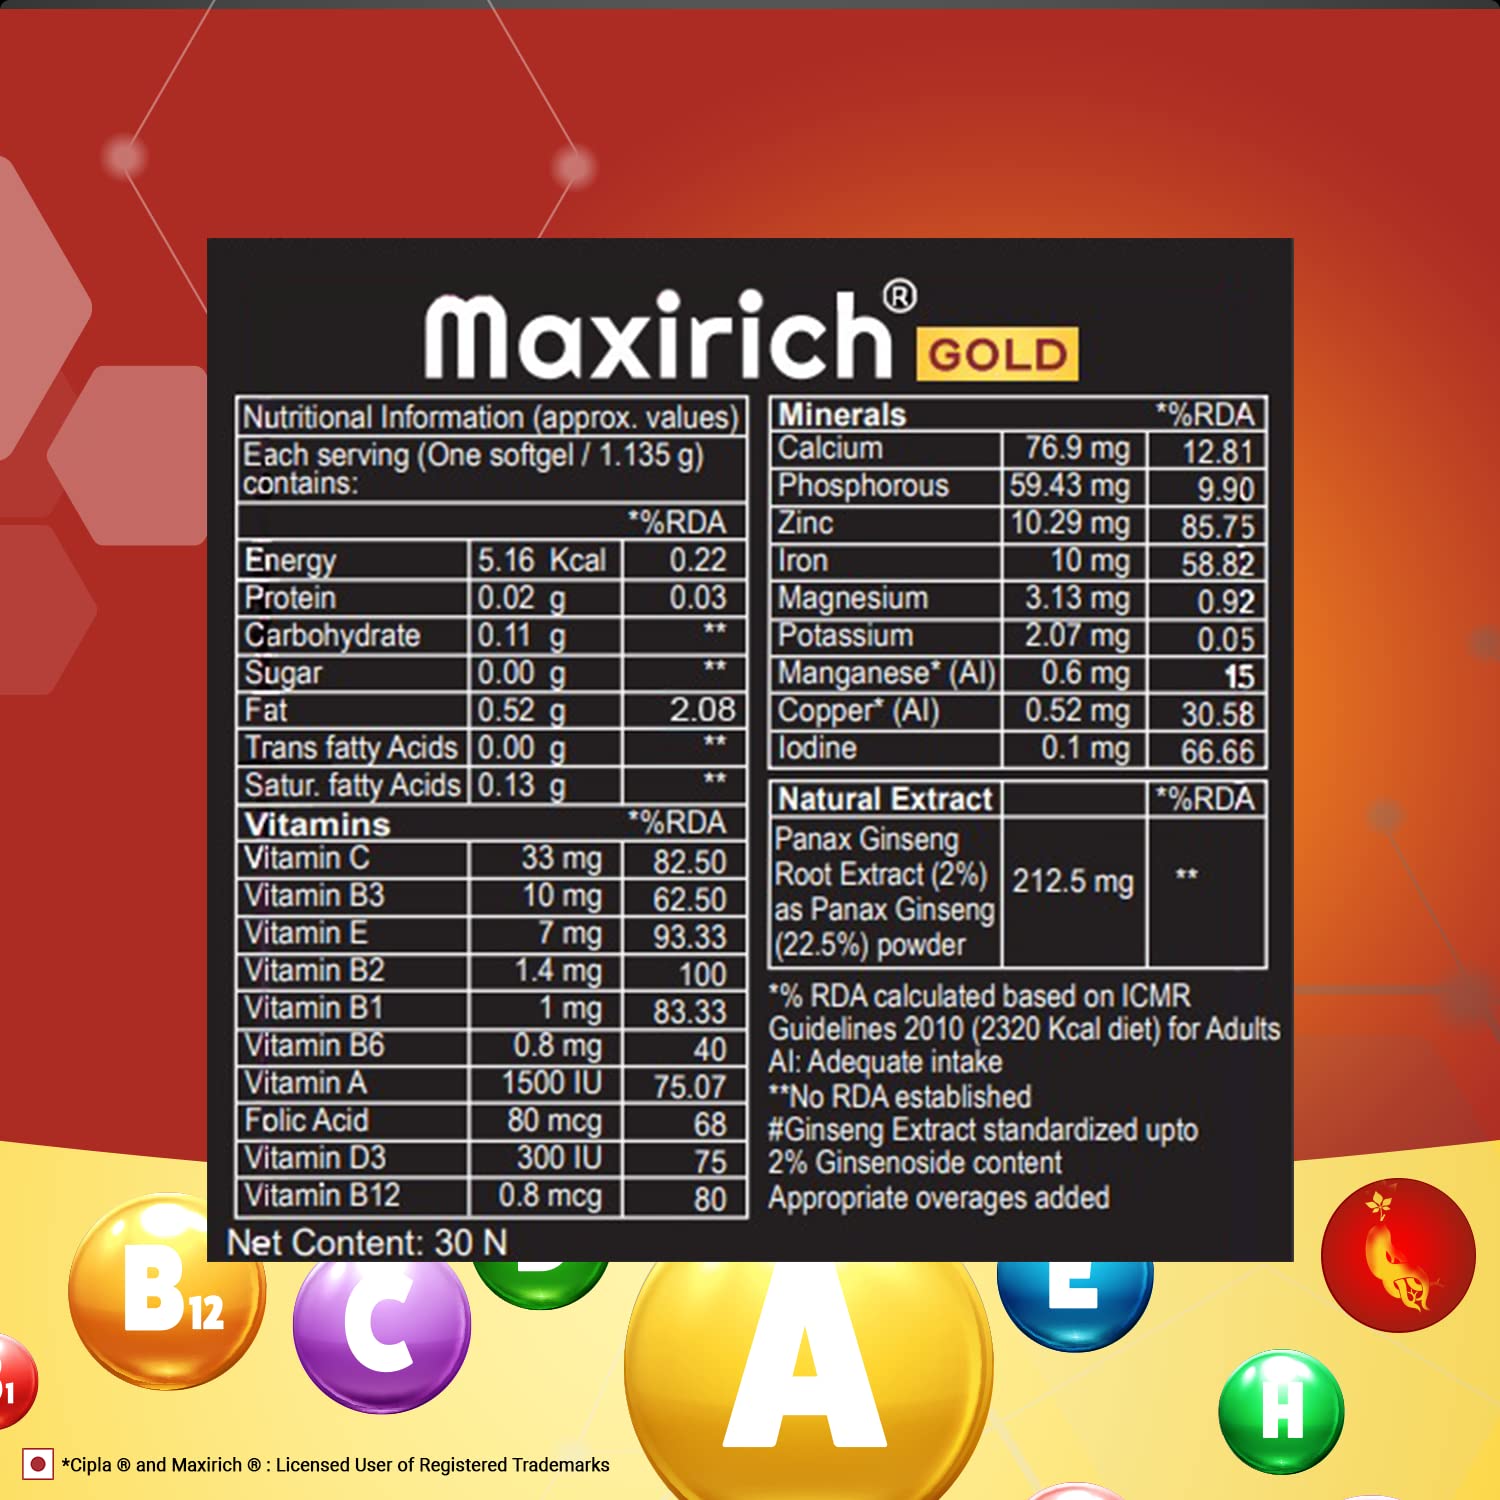 Maxirich® GOLD
Nutritional Information (approx. values)
Each serving (One softgel / 1.135 g)
contains:
*%RDA
Energy 5.16 Kcal 0.22
Protein 0.02 g 0.03
Carbohydrate 0.11 g **
Sugar 0.00 g **
Fat 0.52 g 2.08
Trans fatty Acids 0.00 g **
Satur. fatty Acids 0.13 g **
Vitamins *%RDA
Vitamin C 33 mg 82.50
Vitamin B3 10 mg 62.50
Vitamin E 7 mg 93.33
Vitamin B2 1.4 mg 100
Vitamin B1 1 mg 83.33
Vitamin B6 0.8 mg 40
Vitamin A 1500 IU 75.07
Folic Acid 80 mcg 68
Vitamin D3 300 IU 75
Vitamin B12 0.8 mcg 80
Net Content: 30 N
Minerals *%RDA
Calcium 76.9 mg 12.81
Phosphorous 59.43 mg 9.90
Zinc 10.29 mg 85.75
Iron 10 mg 58.82
Magnesium 3.13 mg 0.92
Potassium 2.07 mg 0.05
Manganese* (AI) 0.6 mg 15
Copper* (AI) 0.52 mg 30.58
Iodine 0.1 mg 66.66
Natural Extract *%RDA
Panax Ginseng
Root Extract (2%)
as Panax Ginseng
(22.5%) powder
212.5 mg **
*% RDA calculated based on ICMR
Guidelines 2010 (2320 Kcal diet) for Adults
AI: Adequate intake
**No RDA established
#Ginseng Extract standardized upto
2% Ginsenoside content
Appropriate overages added
B12
C
A
E
H
*Cipla ® and Maxirich ® : Licensed User of Registered Trademarks